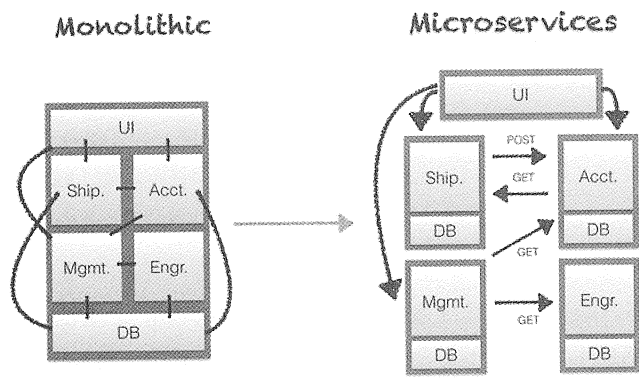 Monolithic
UI
Ship.
Acct.
Mgmt.
Engr.
DB
Microservices
UI
POST
GET
Ship.
Acct.
DB
DB
GET
Mgmt.
Engr.
GET
DB
DB